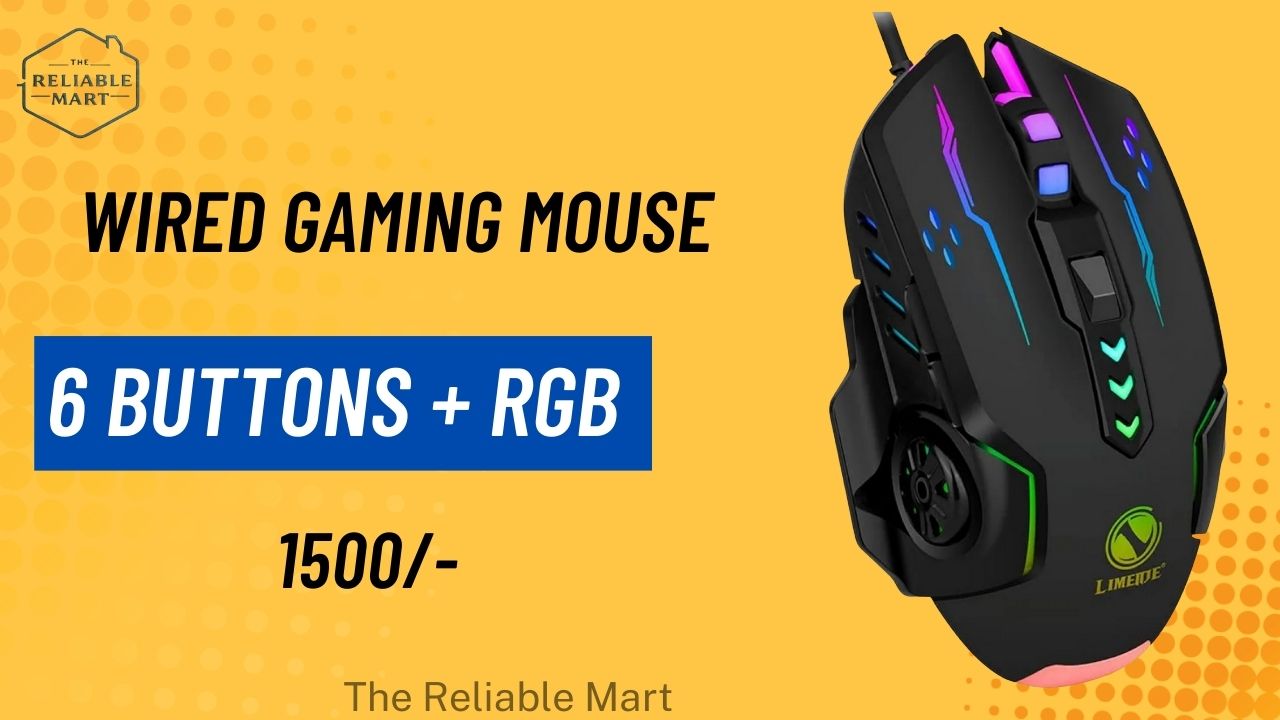 THE
RELIABLE
MART
WIRED GAMING MOUSE
6 BUTTONS + RGB
1500/-
LIMEIDE
The Reliable Mart